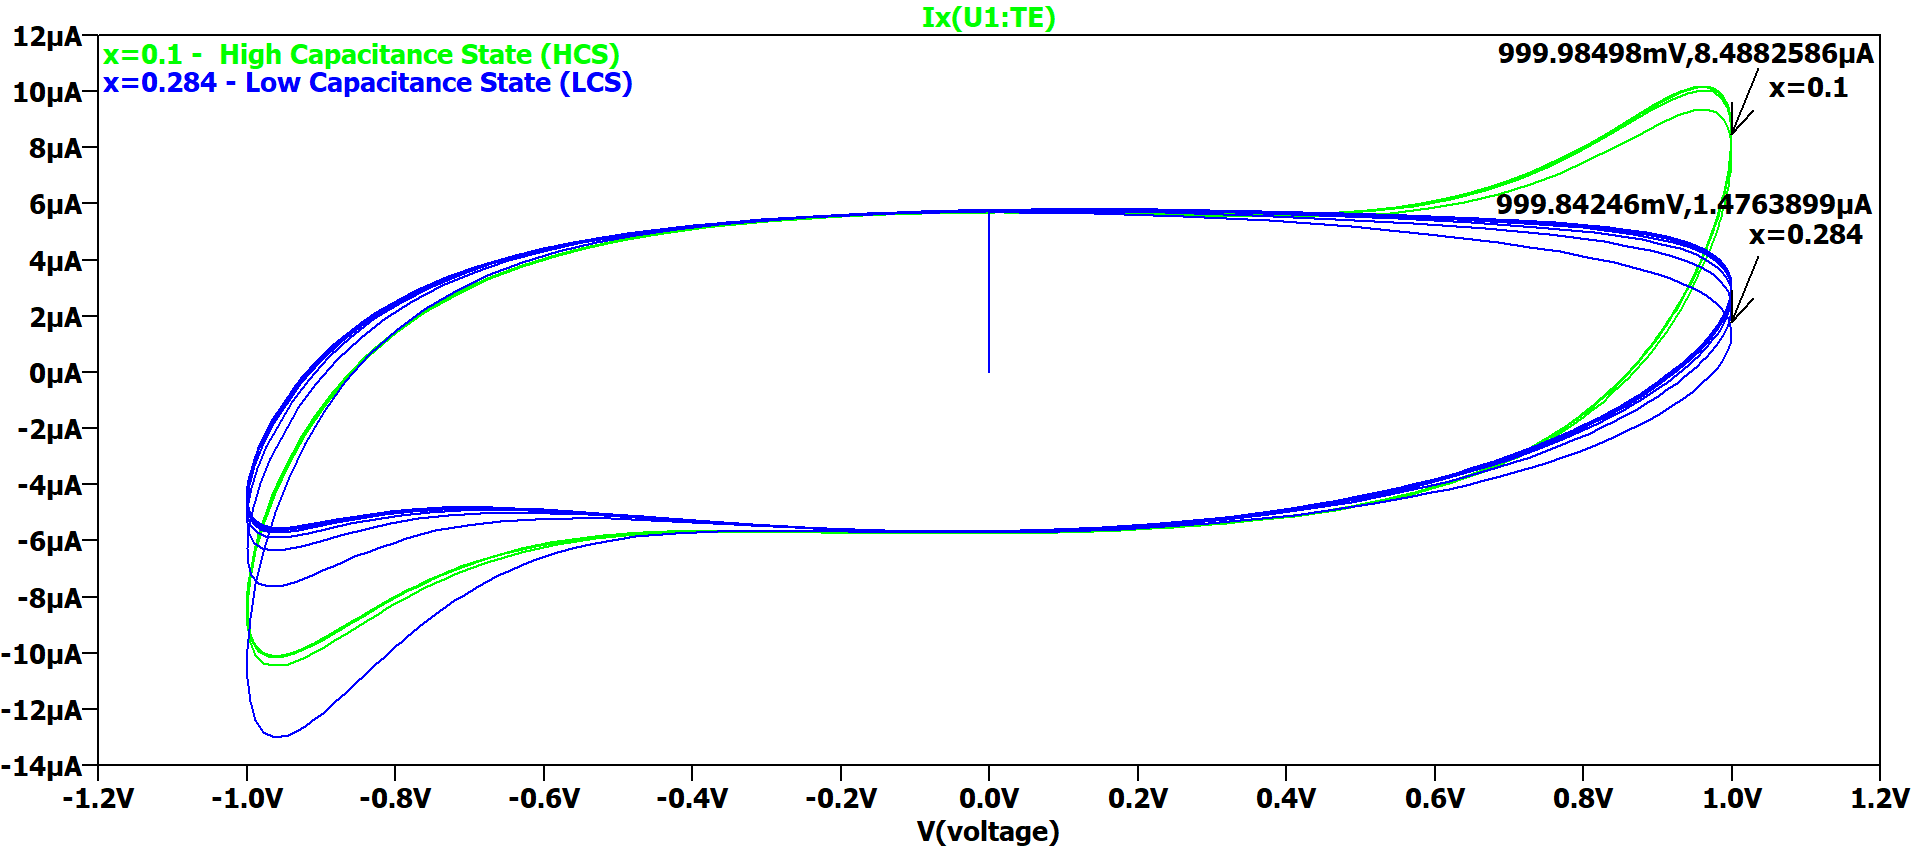 Ix(U1:TE)
x=0.1 -  High Capacitance State (HCS)
x=0.284 - Low Capacitance State (LCS)
999.98498mV,8.4882586µA
x=0.1
999.84246mV,1.4763899µA
x=0.284
12µA
10µA
8µA
6µA
4µA
2µA
0µA
-2µA
-4µA
-6µA
-8µA
-10µA
-12µA
-14µA
-1.2V -1.0V -0.8V -0.6V -0.4V -0.2V 0.0V 0.2V 0.4V 0.6V 0.8V 1.0V 1.2V
V(voltage)